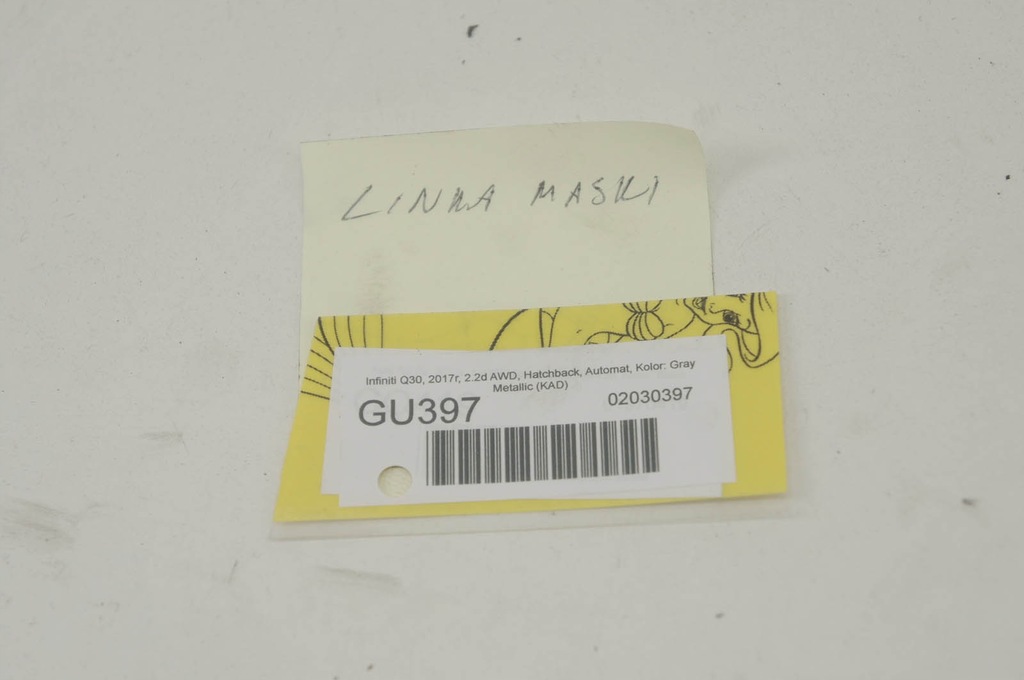 LINKA MASKI
Infiniti Q30, 2017r, 2.2d AWD, Hatchback, Automat, Kolor: Gray
Metallic (KAD)
GU397
02030397